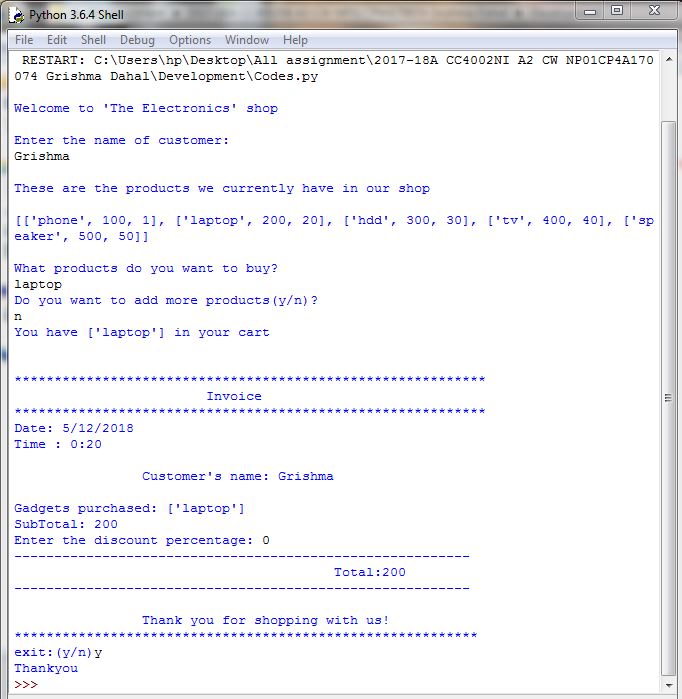 Python 3.6.4 Shell
File Edit Shell Debug Options Window Help
RESTART: C:\Users\hp\Desktop\All assignment\2017-18A CC4002NI A2 CW NP01CP4A170
074 Grishma Dahal\Development\Codes.py
Welcome to 'The Electronics' shop
Enter the name of customer:
Grishma
These are the products we currently have in our shop
[['phone', 100, 1], ['laptop', 200, 20], ['hdd', 300, 30], ['tv', 400, 40], ['sp
eaker', 500, 50]]
What products do you want to buy?
laptop
Do you want to add more products(y/n)?
n
You have ['laptop'] in your cart
***********************************************************
Invoice
***********************************************************
Date: 5/12/2018
Time : 0:20
Customer's name: Grishma
Gadgets purchased: ['laptop']
SubTotal: 200
Enter the discount percentage: 0
---------------------------------------------------------
Total:200
---------------------------------------------------------
Thank you for shopping with us!
**********************************************************
exit:(y/n)y
Thankyou
>>>